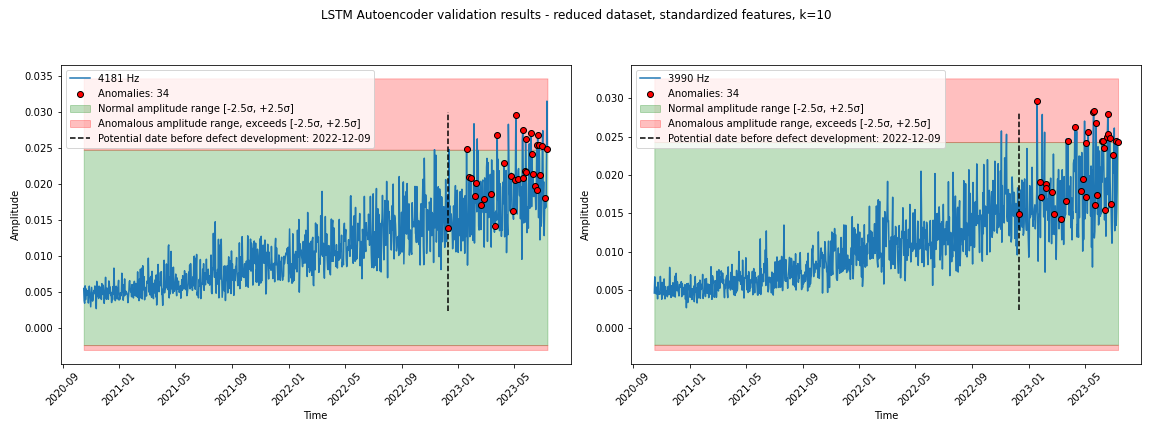 LSTM Autoencoder validation results - reduced dataset, standardized features, k=10
4181 Hz
Anomalies: 34
Normal amplitude range [-2.5σ, +2.5σ]
Anomalous amplitude range, exceeds [-2.5σ, +2.5σ]
Potential date before defect development: 2022-12-09
0.035
0.030
0.025
0.020
0.015
0.010
0.005
0.000
Amplitude
2020-09
2021-01
2021-05
2021-09
2022-01
2022-05
2022-09
2023-01
2023-05
Time
3990 Hz
Anomalies: 34
Normal amplitude range [-2.5σ, +2.5σ]
Anomalous amplitude range, exceeds [-2.5σ, +2.5σ]
Potential date before defect development: 2022-12-09
0.030
0.025
0.020
0.015
0.010
0.005
0.000
Amplitude
2020-09
2021-01
2021-05
2021-09
2022-01
2022-05
2022-09
2023-01
2023-05
Time